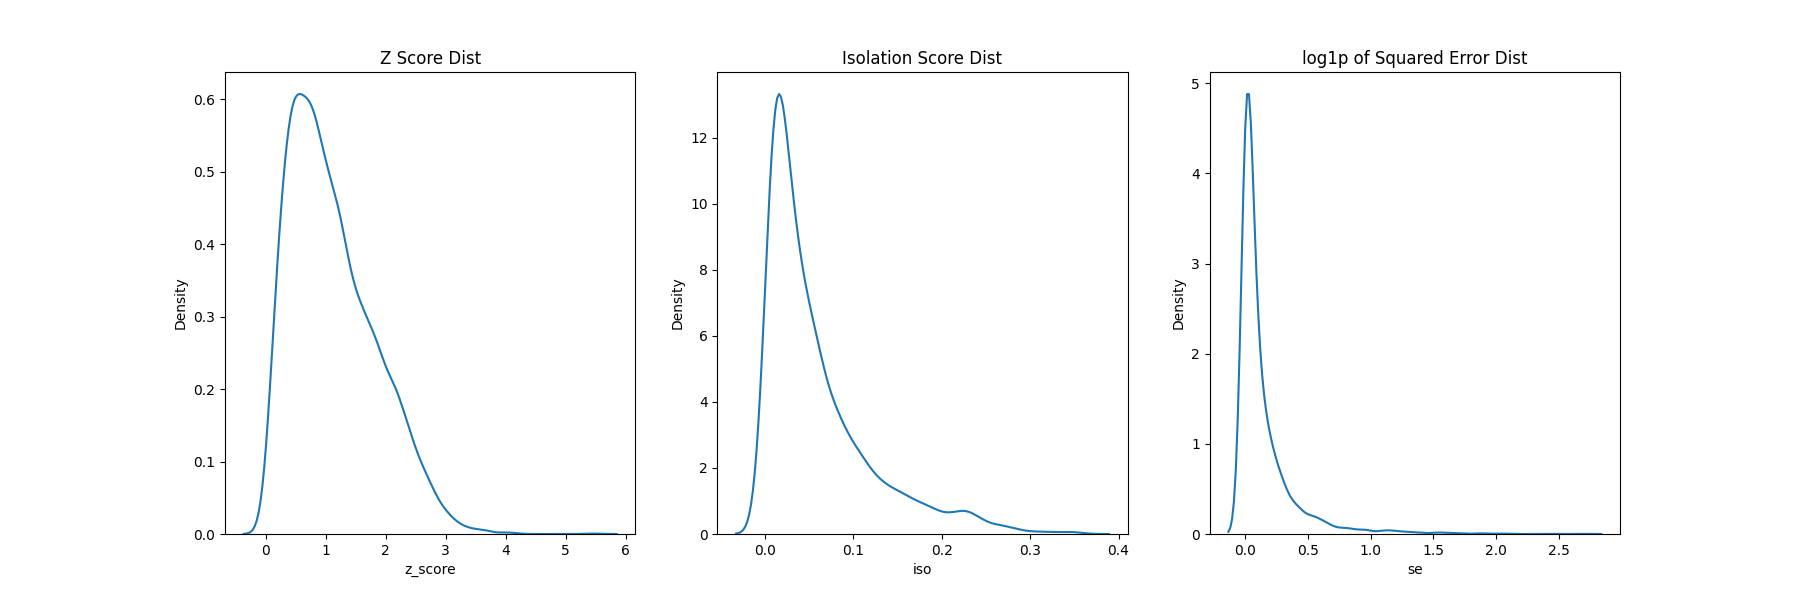 Z Score Dist
0.6
0.5
0.4
0.3
0.2
0.1
0.0
Density
0 1 2 3 4 5 6
z_score
Isolation Score Dist
12
10
8
6
4
2
0
Density
0.0 0.1 0.2 0.3 0.4
iso
log1p of Squared Error Dist
5
4
3
2
1
0
Density
0.0 0.5 1.0 1.5 2.0 2.5
se